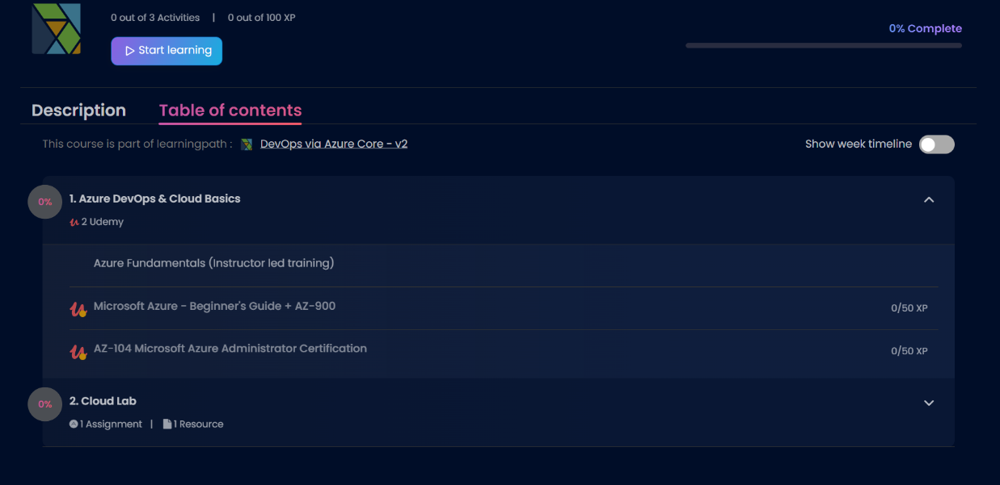 0 out of 3 Activities | 0 out of 100 XP
0% Complete
Start learning
Description Table of contents
This course is part of learningpath : DevOps via Azure Core - v2
Show week timeline
0%
1. Azure DevOps & Cloud Basics
2 Udemy
Azure Fundamentals (Instructor led training)
Microsoft Azure - Beginner's Guide + AZ-900
0/50 XP
AZ-104 Microsoft Azure Administrator Certification
0/50 XP
0%
2. Cloud Lab
1 Assignment | 1 Resource